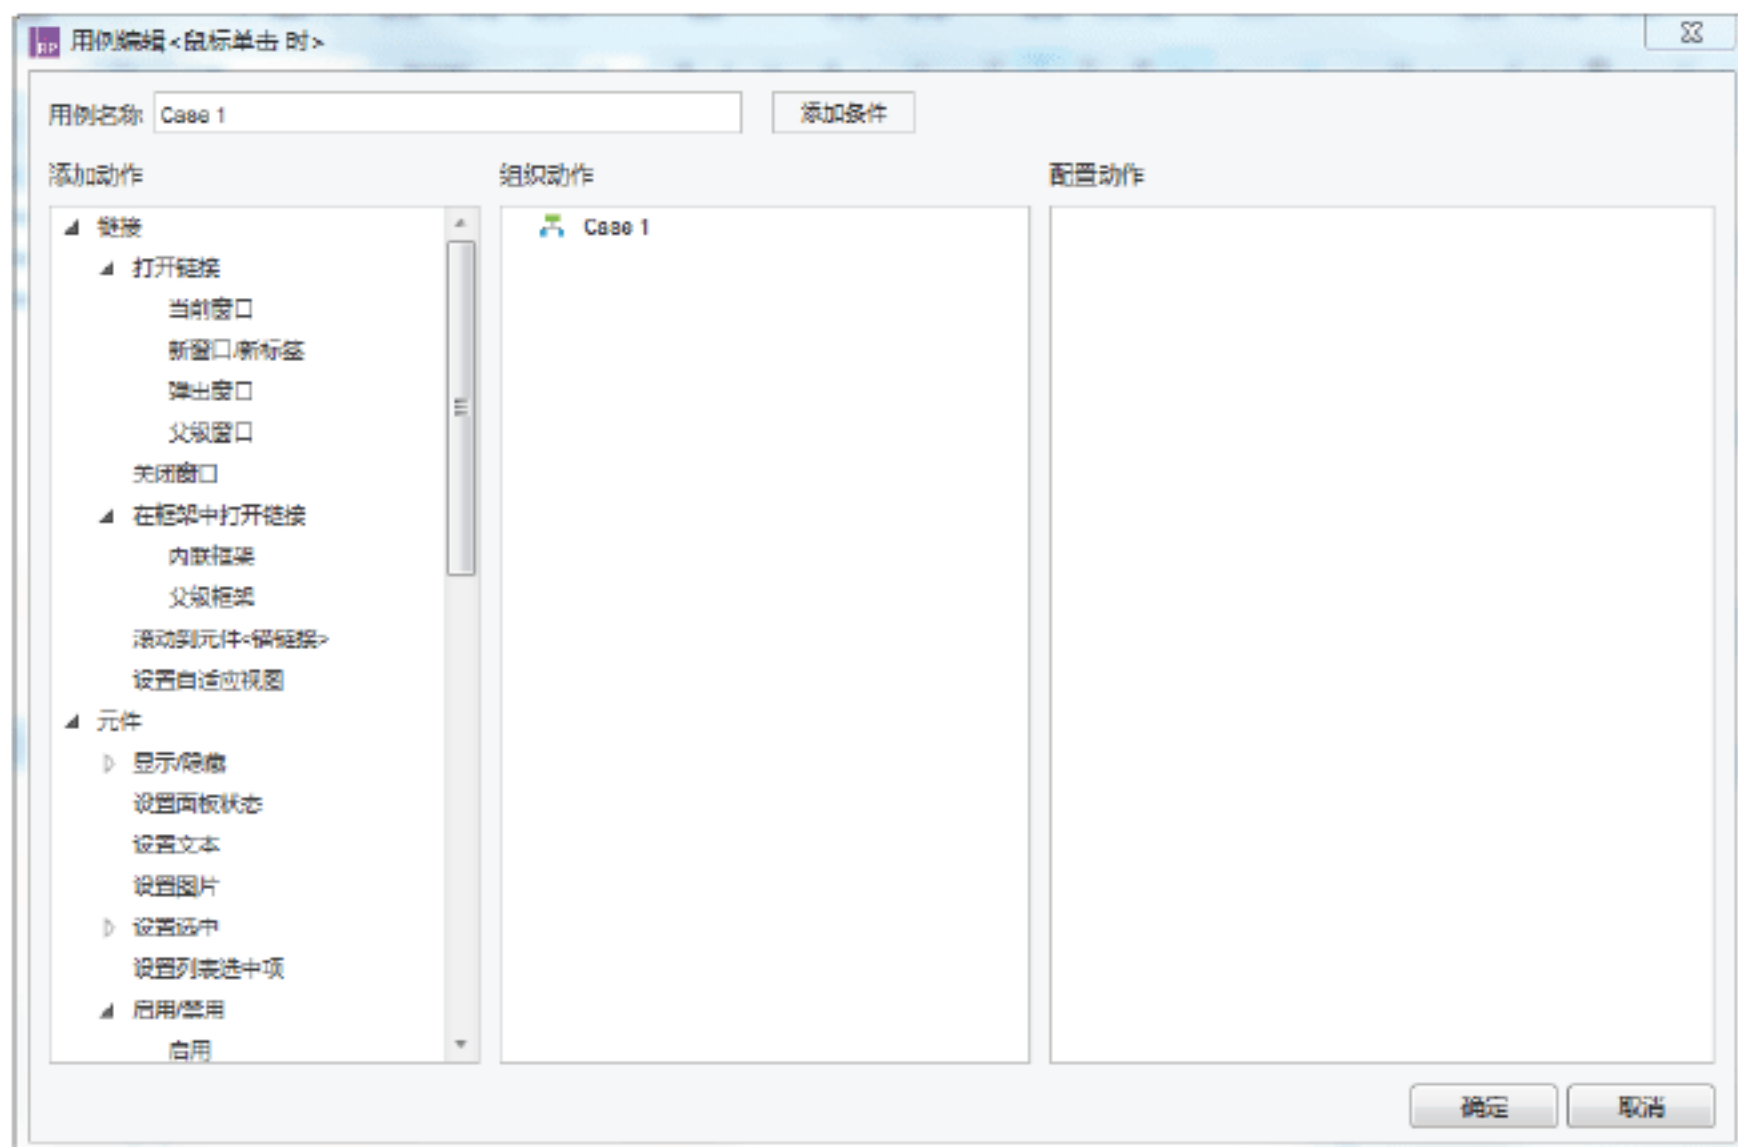 RP 用例编辑<鼠标单击 时>
用例名称 Case 1 添加条件
添加动作 组织动作 配置动作
链接
打开链接
当前窗口
新窗口/新标签
弹出窗口
父级窗口
关闭窗口
在框架中打开链接
内联框架
父级框架
滚动到元件<锚链接>
设置自适应视图
元件
显示/隐藏
设置面板状态
设置文本
设置图片
设置选中
设置列表选中项
启用/禁用
启用
Case 1
确定 取消